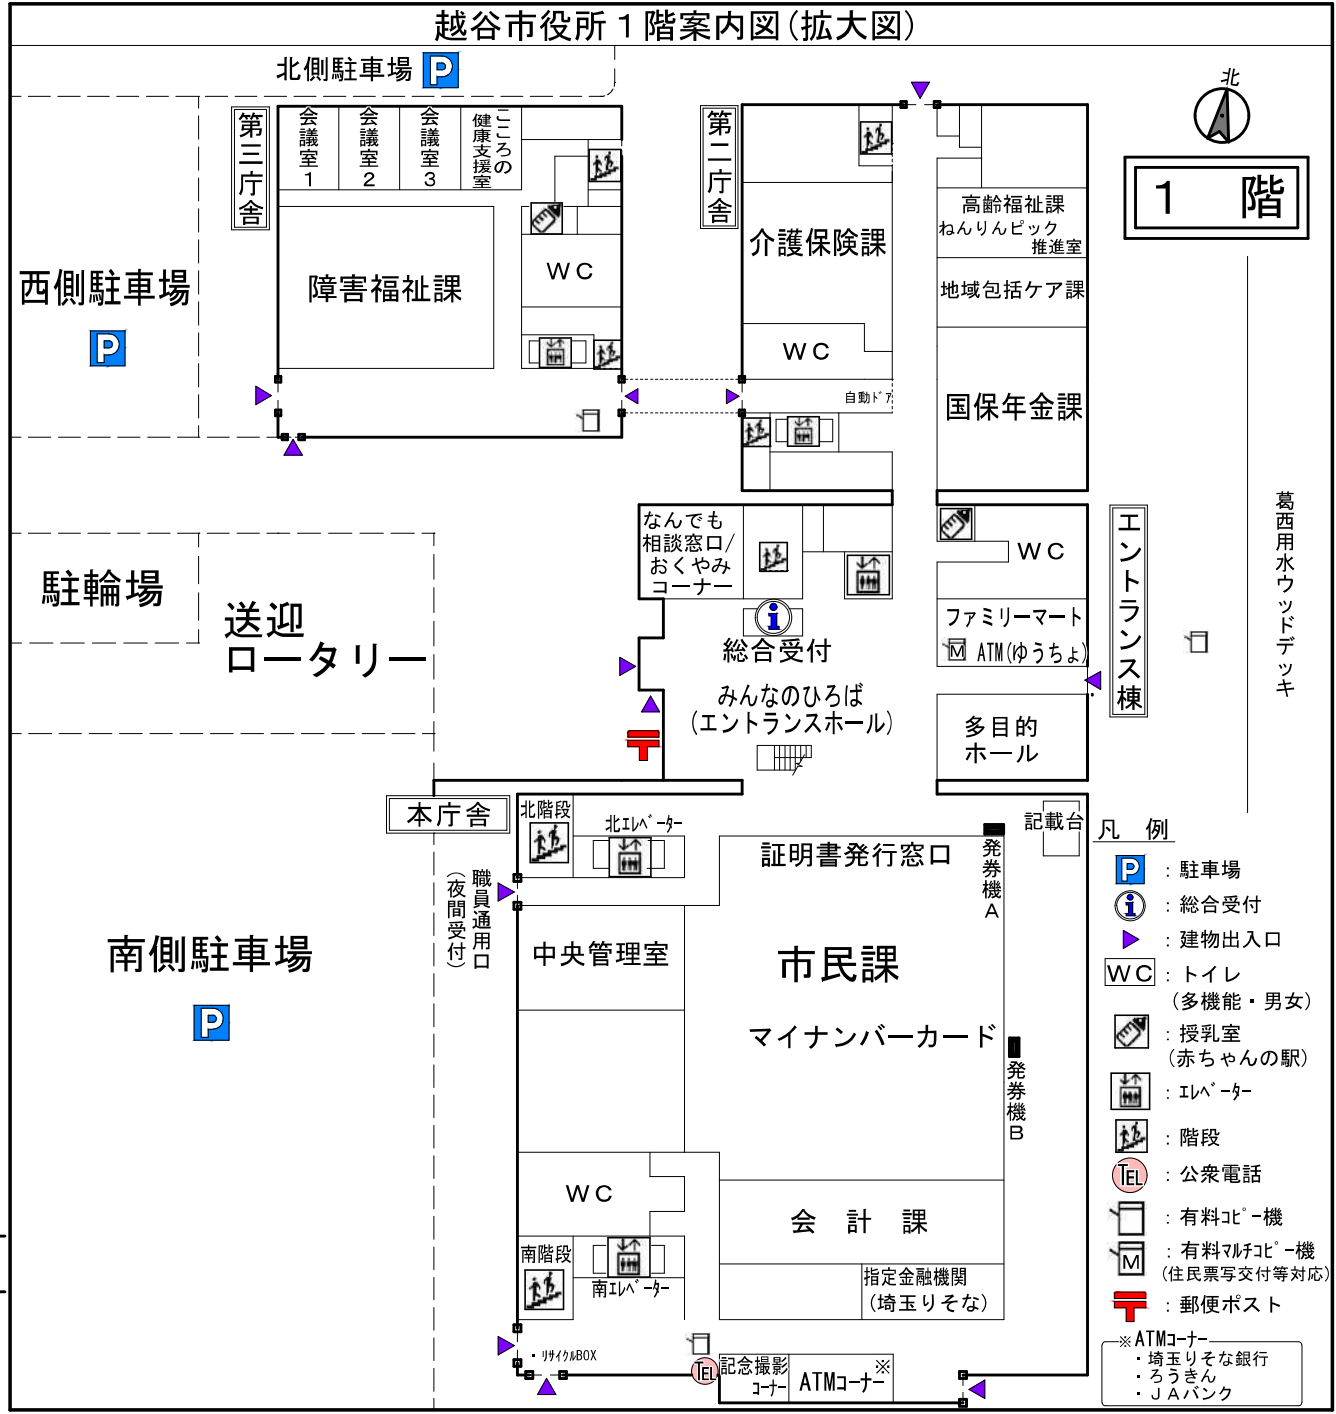 越谷市役所1階案内図(拡大図)
北側駐車場 P
北
1 階
第三庁舎
会議室1
会議室2
会議室3
こころの
健康支援室
障害福祉課
WC
西側駐車場
P
第二庁舎
介護保険課
WC
自動ドア
高齢福祉課
ねんりんピック
推進室
地域包括ケア課
国保年金課
エントランス棟
なんでも
相談窓口/
おくやみ
コーナー
WC
ファミリーマート
M ATM(ゆうちょ)
i
総合受付
みんなのひろば
(エントランスホール)
多目的
ホール
葛西用水ウッドデッキ
駐輪場
送迎
ロータリー
本庁舎
北階段
北エレベーター
職員通用口
(夜間受付)
中央管理室
証明書発行窓口
発券機A
記載台
市民課
マイナンバーカード
発券機B
南側駐車場
P
WC
会計課
南階段
南エレベーター
指定金融機関
(埼玉りそな)
・リサイクルBOX
TEL
記念撮影
コーナー
ATMコーナー※
凡 例
P :駐車場
i :総合受付
:建物出入口
WC :トイレ
(多機能・男女)
:授乳室
(赤ちゃんの駅)
:エレベーター
:階段
TEL :公衆電話
:有料コピー機
M :有料マルチコピー機
(住民票写交付等対応)
:郵便ポスト
※ATMコーナー
・埼玉りそな銀行
・ろうきん
・JAバンク